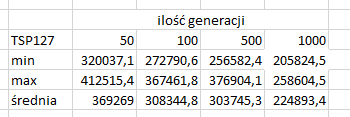 ilość generacji
TSP127 50 100 500 1000
min 320037,1 272790,6 256582,4 205824,5
max 412515,4 367461,8 376904,1 258604,5
średnia 369269 308344,8 303745,3 224893,4